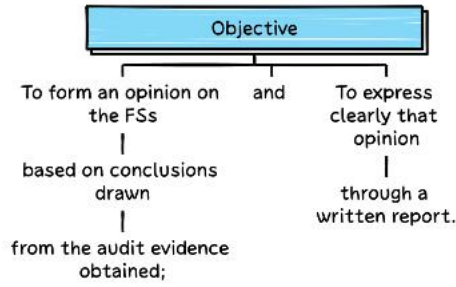 Objective
To form an opinion on
the FSs
based on conclusions
drawn
from the audit evidence
obtained;
and
To express
clearly that
opinion
through a
written report.